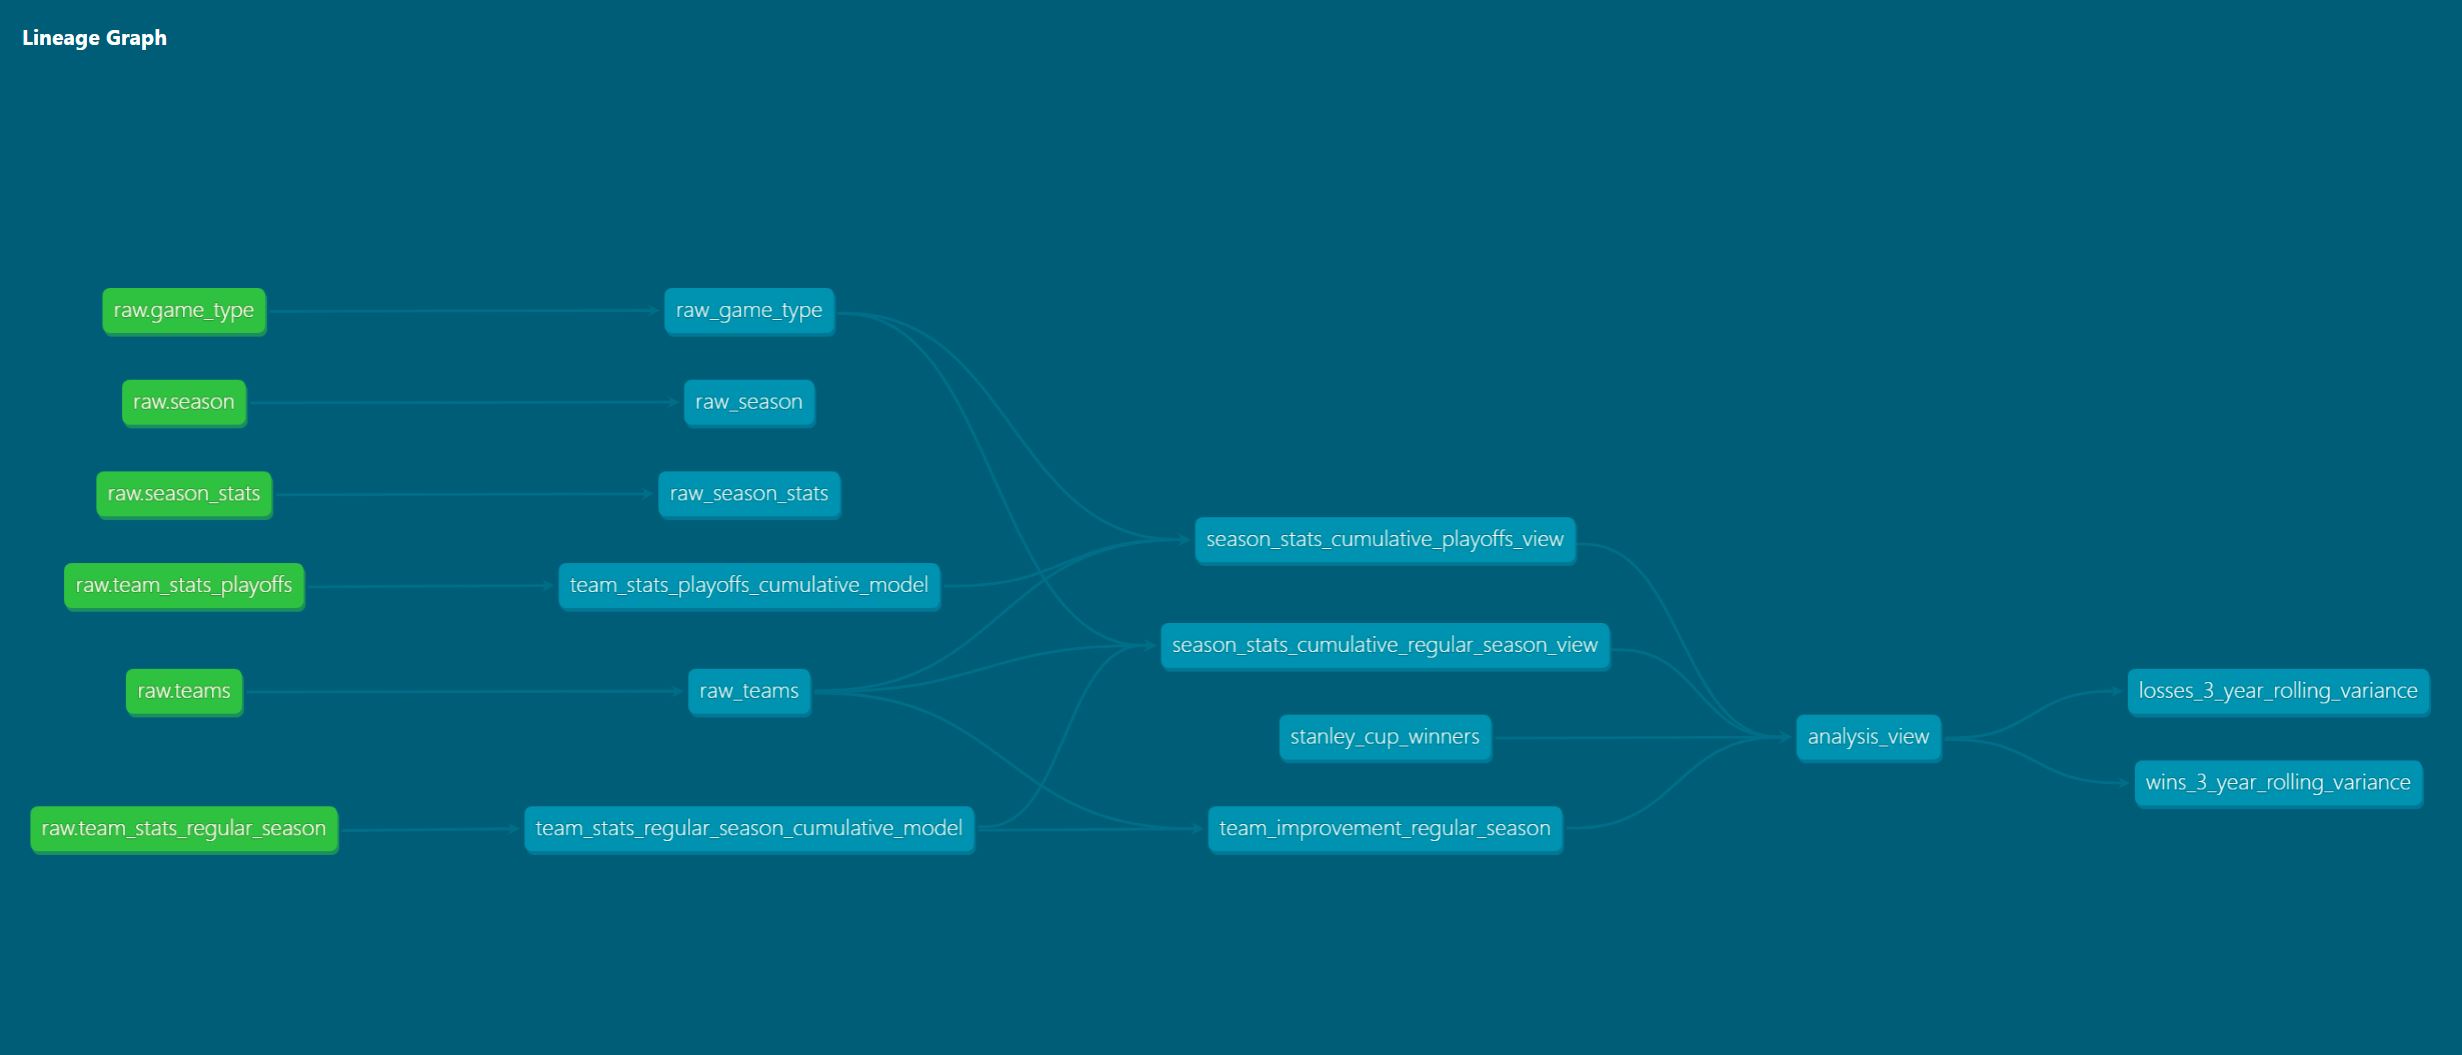 Lineage Graph
raw.game_type
raw_game_type
raw.season
raw_season
raw.season_stats
raw_season_stats
season_stats_cumulative_playoffs_view
raw.team_stats_playoffs
team_stats_playoffs_cumulative_model
season_stats_cumulative_regular_season_view
raw.teams
raw_teams
losses_3_year_rolling_variance
stanley_cup_winners
analysis_view
wins_3_year_rolling_variance
raw.team_stats_regular_season
team_stats_regular_season_cumulative_model
team_improvement_regular_season